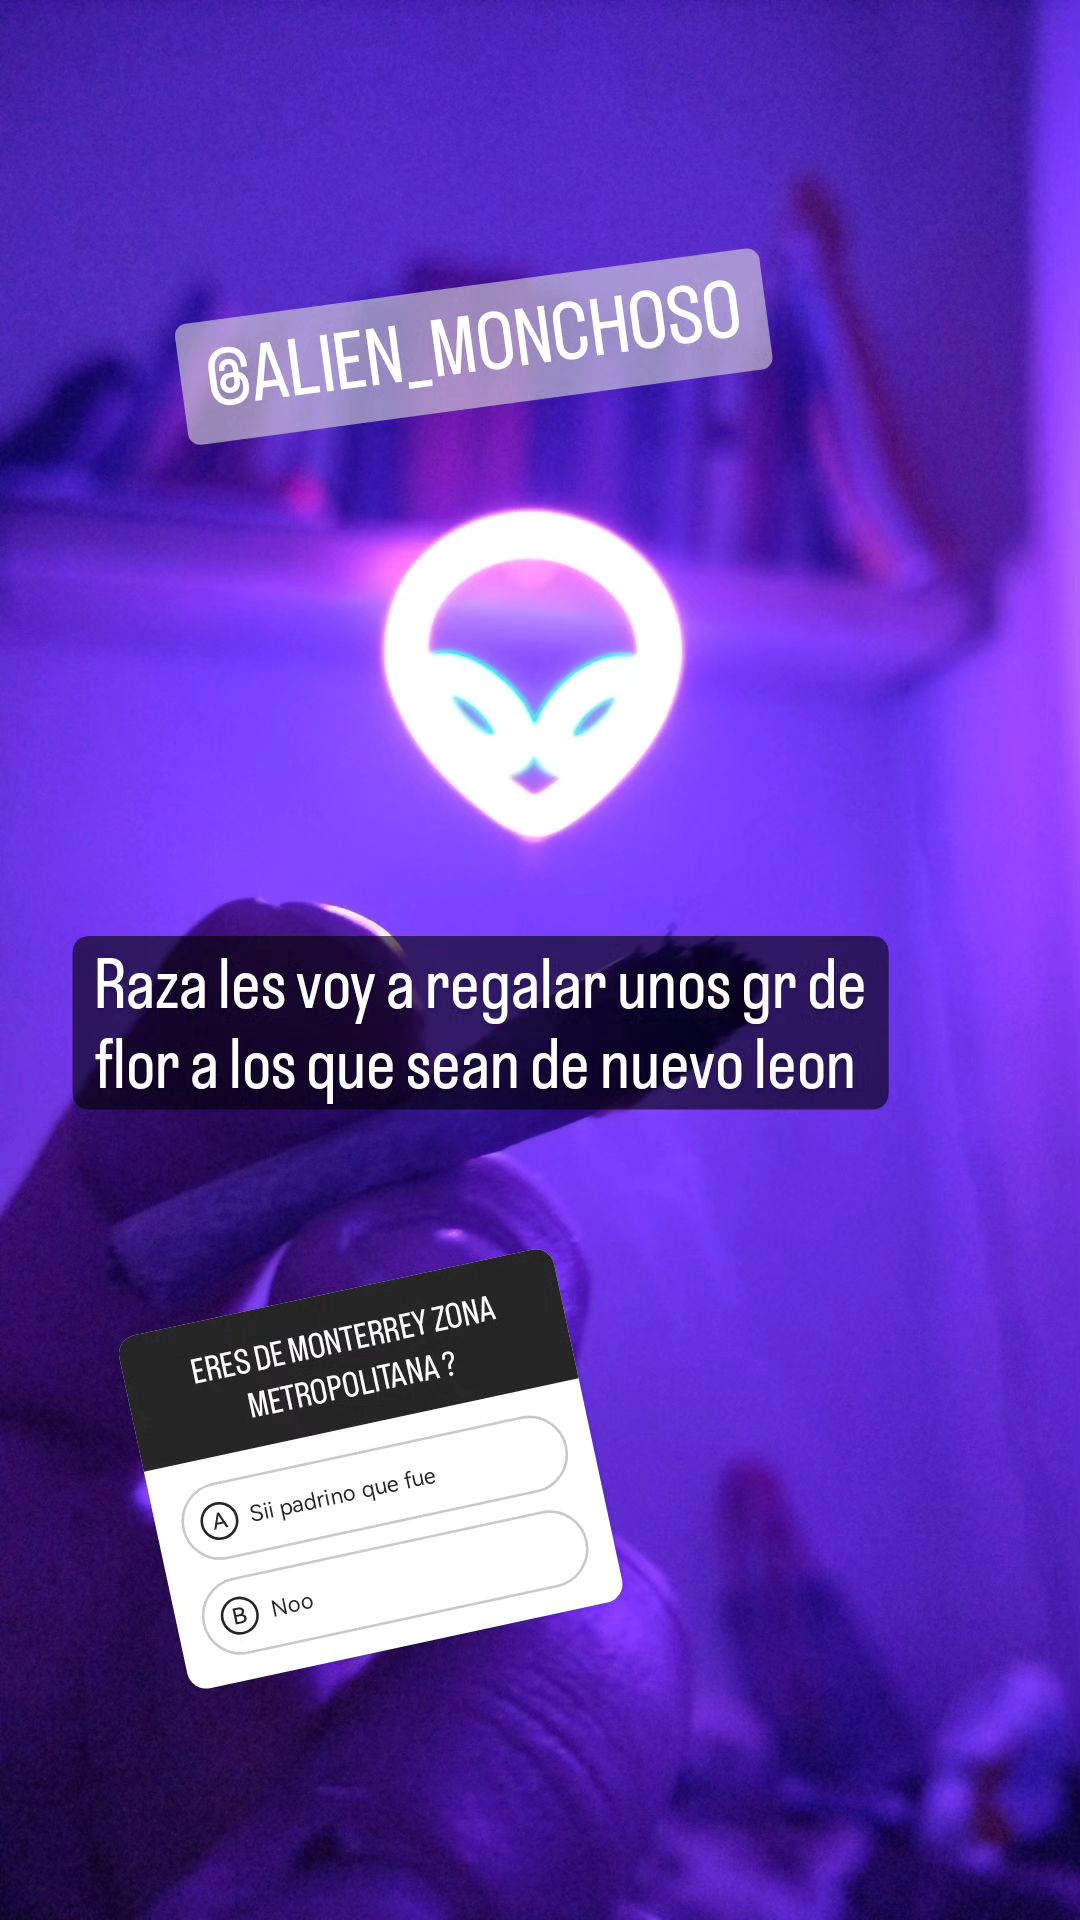 @ALIEN_MONCHOSO
Raza les voy a regalar unos gr de
flor a los que sean de nuevo leon
ERES DE MONTERREY ZONA
METROPOLITANA ?
A Sii padrino que fue
B Noo